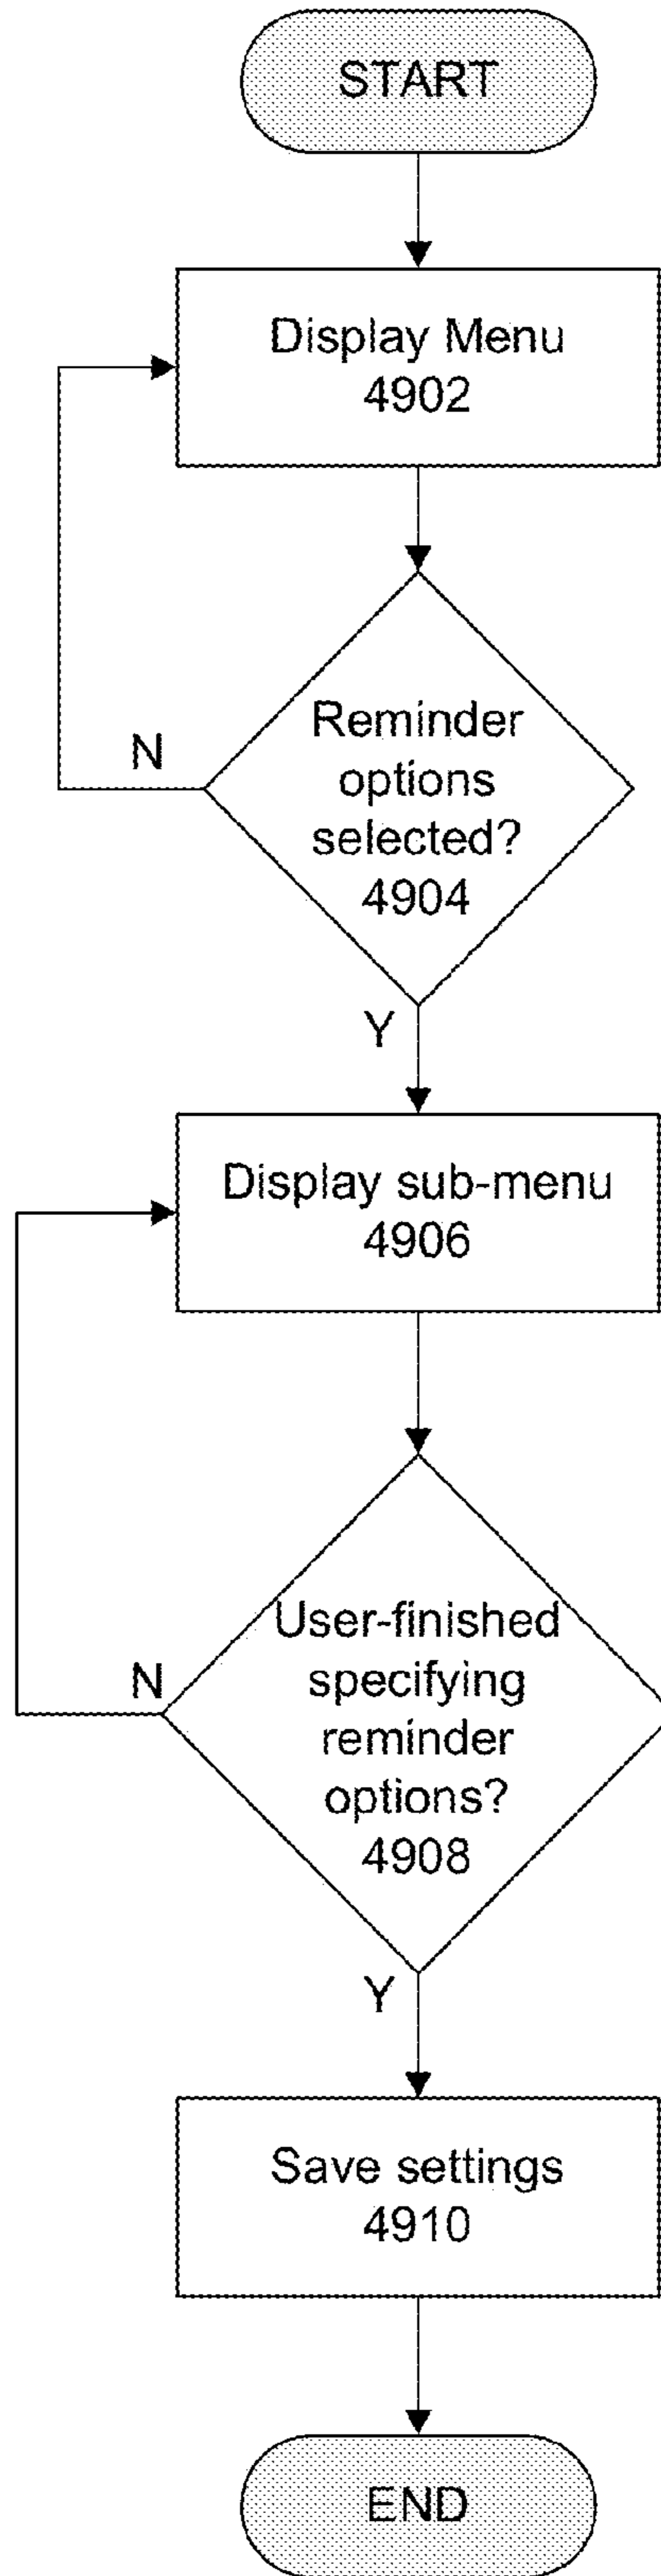 START
Display Menu
4902
N
Reminder
options
selected?
4904
Y
Display sub-menu
4906
N
User-finished
specifying
reminder
options?
4908
Y
Save settings
4910
END